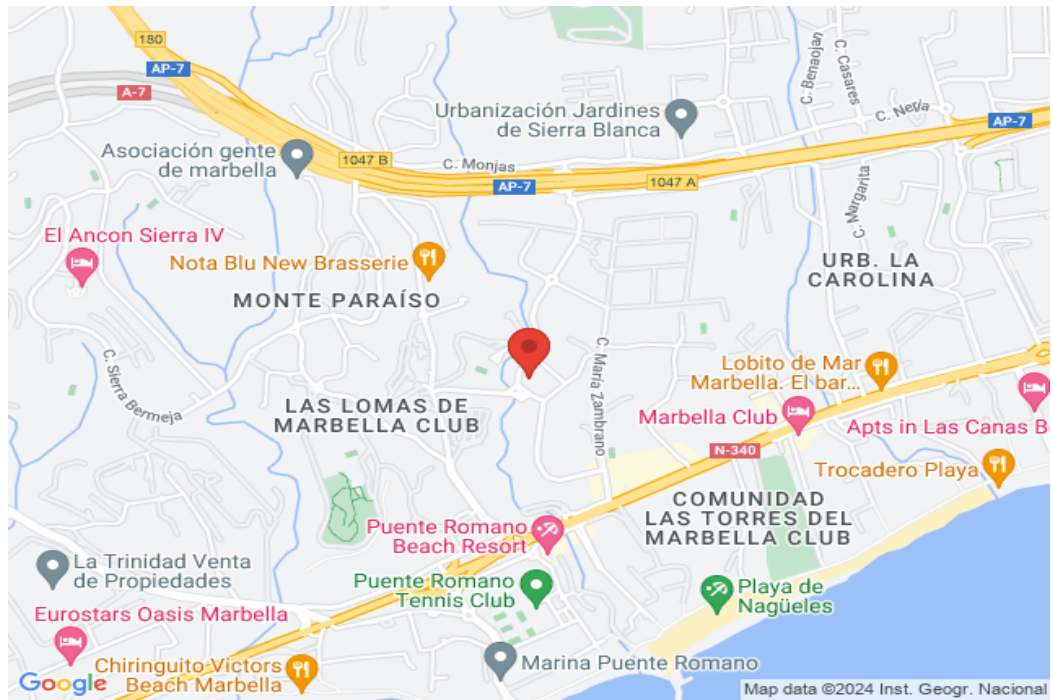 180
AP-7
A-7
Urbanización Jardines
de Sierra Blanca
C. Benaojan
C. Casares
C. Neria
AP-7
Asociación gente
de marbella
1047 B
C. Monjas
AP-7
1047 A
C. Margarita
El Ancon Sierra IV
Nota Blu New Brasserie
URB. LA
CAROLINA
MONTE PARAÍSO
C. Sierra Bermeja
C. María Zambrano
Lobito de Mar
Marbella. El bar...
LAS LOMAS DE
MARBELLA CLUB
Marbella Club
Apts in Las Canas B
N-340
Trocadero Playa
COMUNIDAD
LAS TORRES DEL
MARBELLA CLUB
Puente Romano
Beach Resort
La Trinidad Venta
de Propiedades
Puente Romano
Tennis Club
Playa de
Nagüeles
Eurostars Oasis Marbella
Chiringuito Victors
Beach Marbella
Marina Puente Romano
Google
Map data ©2024 Inst. Geogr. Nacional